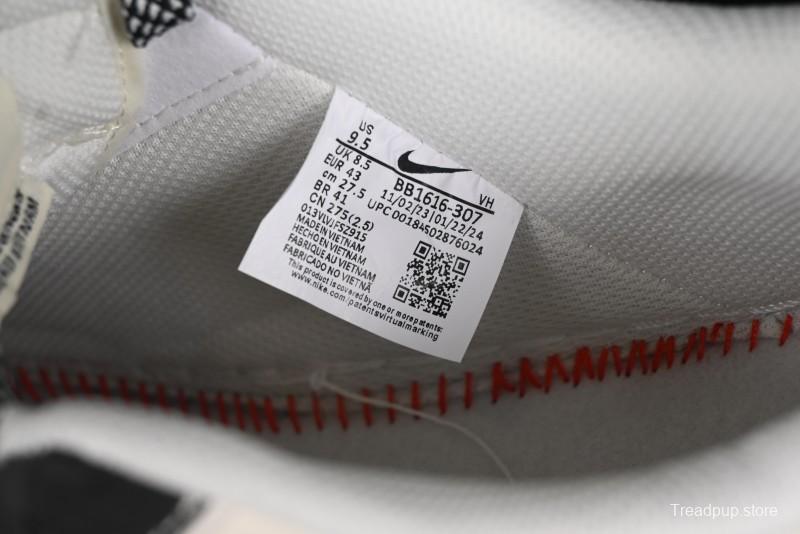 US
9.5
UK 8.5
EUR 43
cm 27.5
BR 41
CN 275(2.5)
VH
BB1616-307
11/02/23|01/22/24
UPC 00184502876024
013VLVJFSZ915
MADE IN VIETNAM
HECHO EN VIETNAM
FABRIQUE AU VIETNAM
FABRICADO NO VIETNÃ
This product is covered by one or more patents:
www.nike.com/patentsvirtualmarking
Treadpup.store